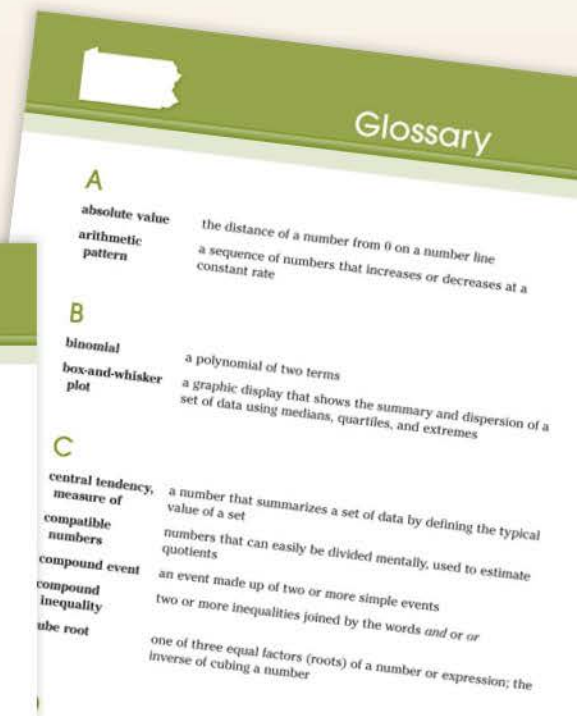 Glossary
A
absolute value the distance of a number from 0 on a number line
arithmetic
pattern a sequence of numbers that increases or decreases at a
constant rate
B
binomial a polynomial of two terms
box-and-whisker
plot a graphic display that shows the summary and dispersion of a
set of data using medians, quartiles, and extremes
C
central tendency,
measure of a number that summarizes a set of data by defining the typical
value of a set
compatible
numbers numbers that can easily be divided mentally, used to estimate
quotients
compound event an event made up of two or more simple events
compound
inequality two or more inequalities joined by the words and or or
ube root one of three equal factors (roots) of a number or expression; the
inverse of cubing a number